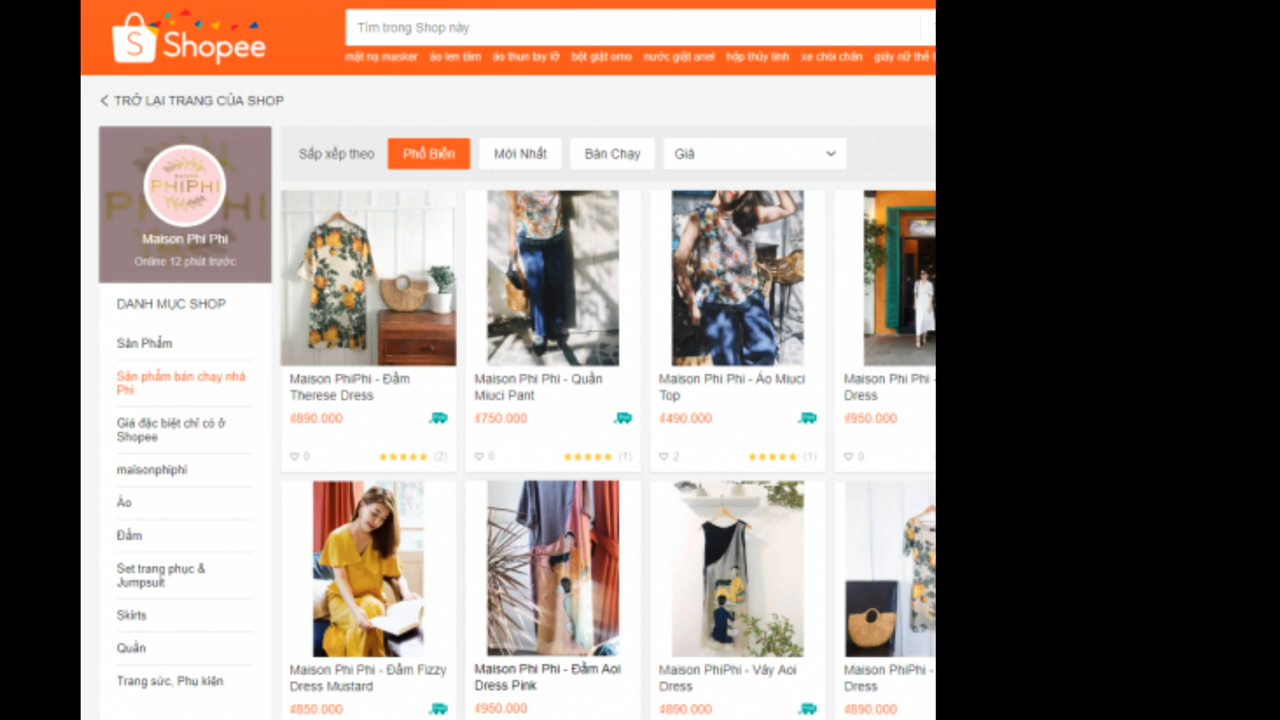 Shopee
Tìm trong Shop này
mặt nạ masker áo len tăm áo thun tay lỡ bột giặt omo nước giặt ariel hộp thủy tinh xe chòi chân giày nữ thể
TRỞ LẠI TRANG CỦA SHOP
MAISON
PHIPHI
Maison Phi Phi
Online 12 phút trước
Sắp xếp theo Phổ Biến Mới Nhất Bán Chạy Giá
DANH MỤC SHOP
Sản Phẩm
Sản phẩm bán chạy nhà
Phi
Giá đặc biệt chỉ có ở
Shopee
maisonphiphi
Áo
Đầm
Set trang phục &
Jumpsuit
Skirts
Quần
Trang sức, Phụ kiện
Maison PhiPhi - Đầm
Therese Dress
₫890.000
0 (2)
Maison Phi Phi - Quần
Miuci Pant
₫750.000
0 (1)
Maison Phi Phi - Áo Miuci
Top
₫490.000
2 (1)
Maison Phi Phi -
Dress
₫950.000
0
Maison Phi Phi - Đầm Fizzy
Dress Mustard
₫850.000
Maison Phi Phi - Đầm Aoi
Dress Pink
₫950.000
Maison PhiPhi - Váy Aoi
Dress
₫890.000
Maison PhiPhi -
Dress
₫890.000